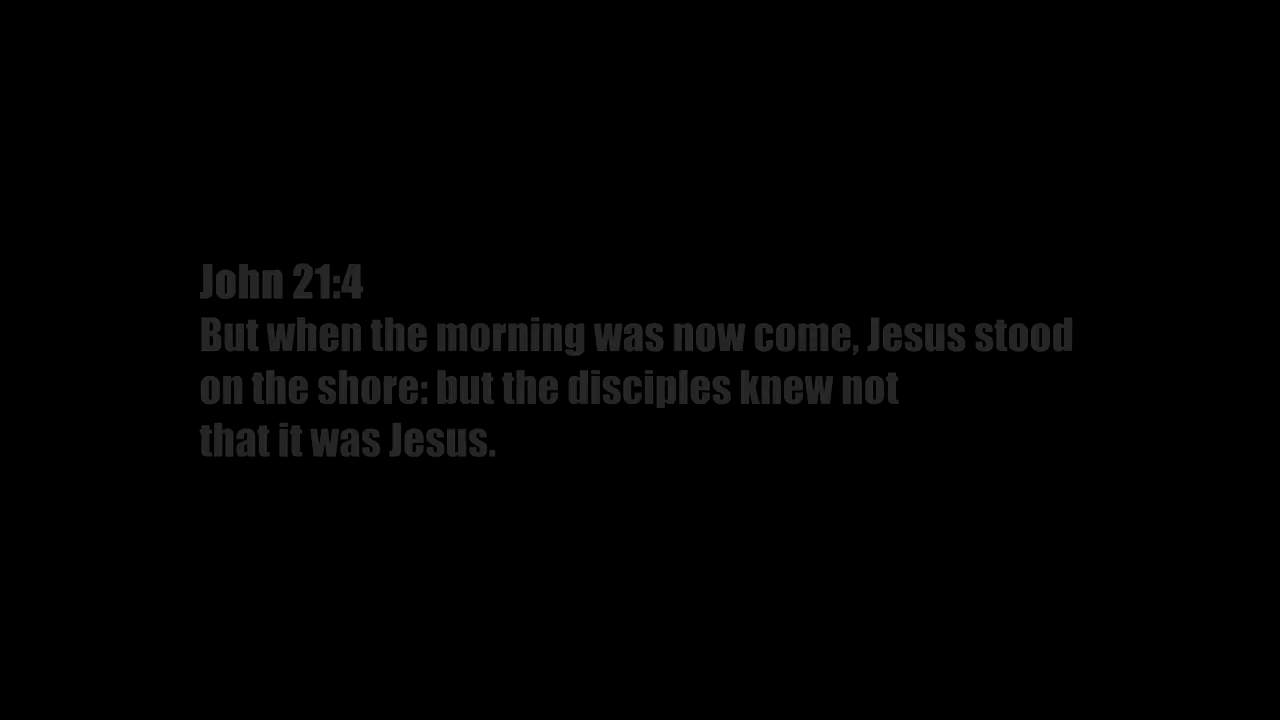 John 21:4
But when the morning was now come, Jesus stood
on the shore: but the disciples knew not
that it was Jesus.